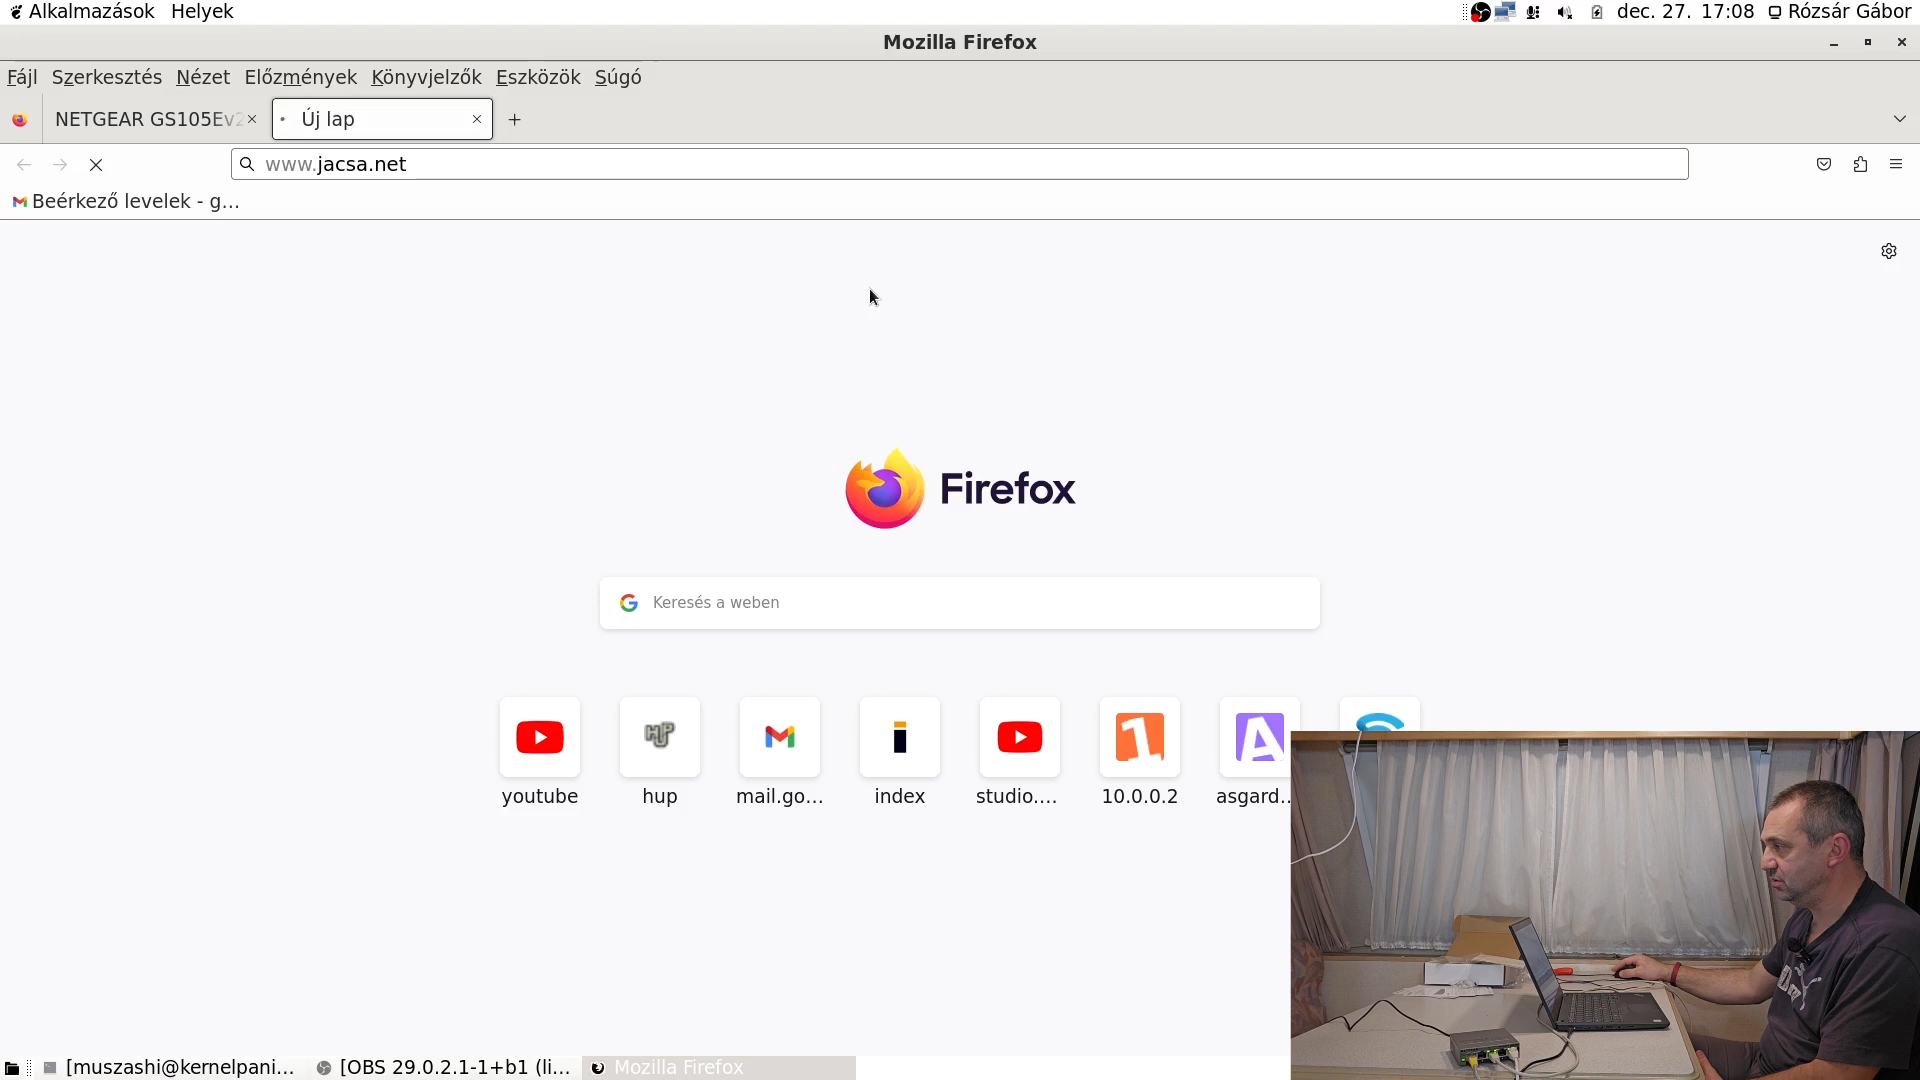 Alkalmazások Helyek dec. 27. 17:08 Rózsár Gábor
Mozilla Firefox
Fájl Szerkesztés Nézet Előzmények Könyvjelzők Eszközök Súgó
NETGEAR GS105Ev2 Új lap
www.jacsa.net
Beérkező levelek - g...
Firefox
Keresés a weben
youtube hup mail.go... index studio.... 10.0.0.2 asgard..
[muszashi@kernelpani... [OBS 29.0.2.1-1+b1 (li... Mozilla Firefox